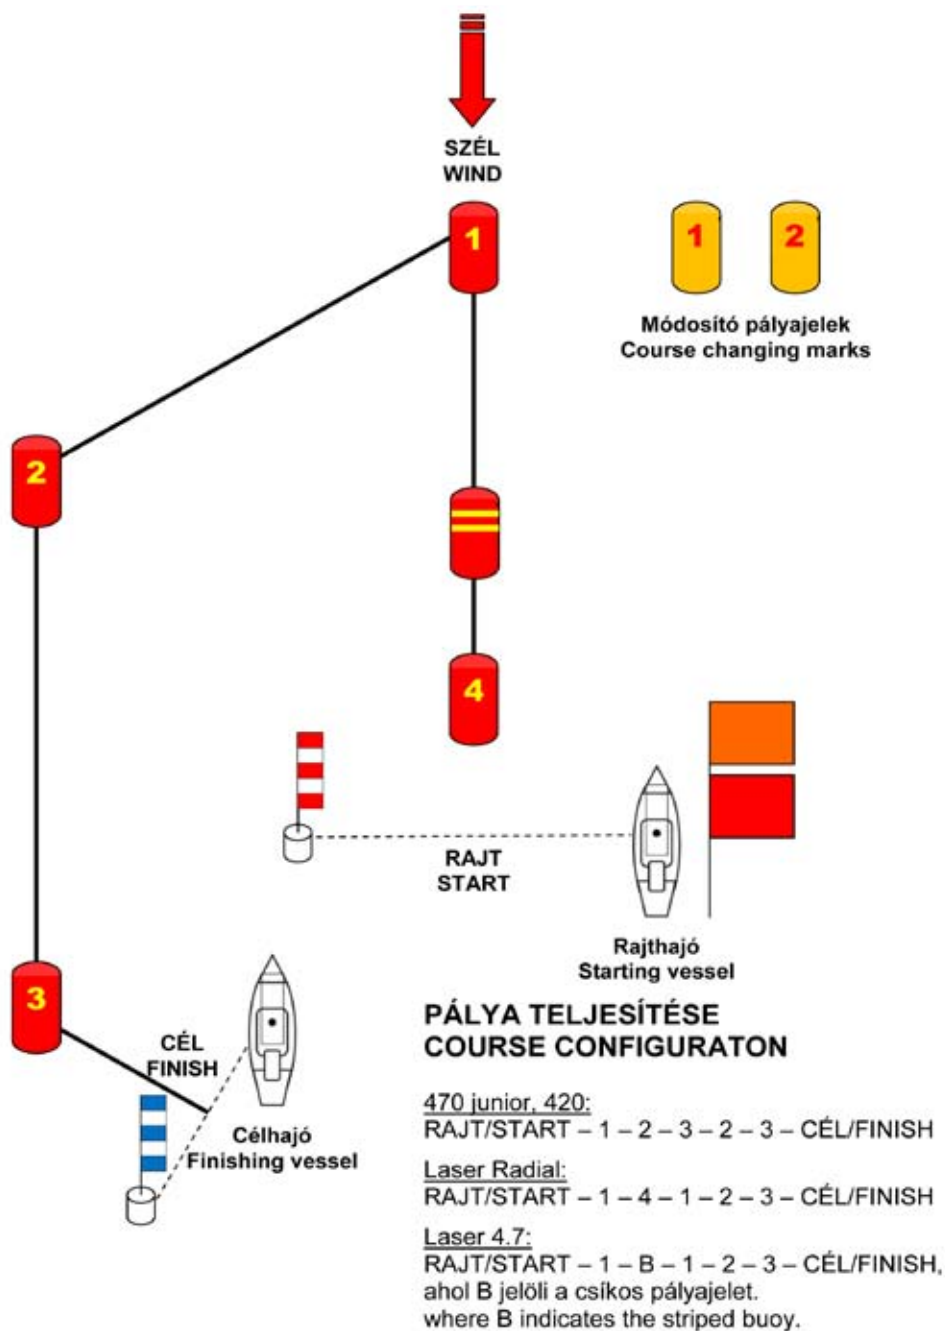 SZÉL
WIND
1
1
2
Módosító pályajelek
Course changing marks
2
4
RAJT
START
Rajthajó
Starting vessel
3
CÉL
FINISH
Célhajó
Finishing vessel
PÁLYA TELJESÍTÉSE
COURSE CONFIGURATON
470 junior, 420:
RAJT/START – 1 – 2 – 3 – 2 – 3 – CÉL/FINISH
Laser Radial:
RAJT/START – 1 – 4 – 1 – 2 – 3 – CÉL/FINISH
Laser 4.7:
RAJT/START – 1 – B – 1 – 2 – 3 – CÉL/FINISH,
ahol B jelöli a csíkos pályajelet.
where B indicates the striped buoy.